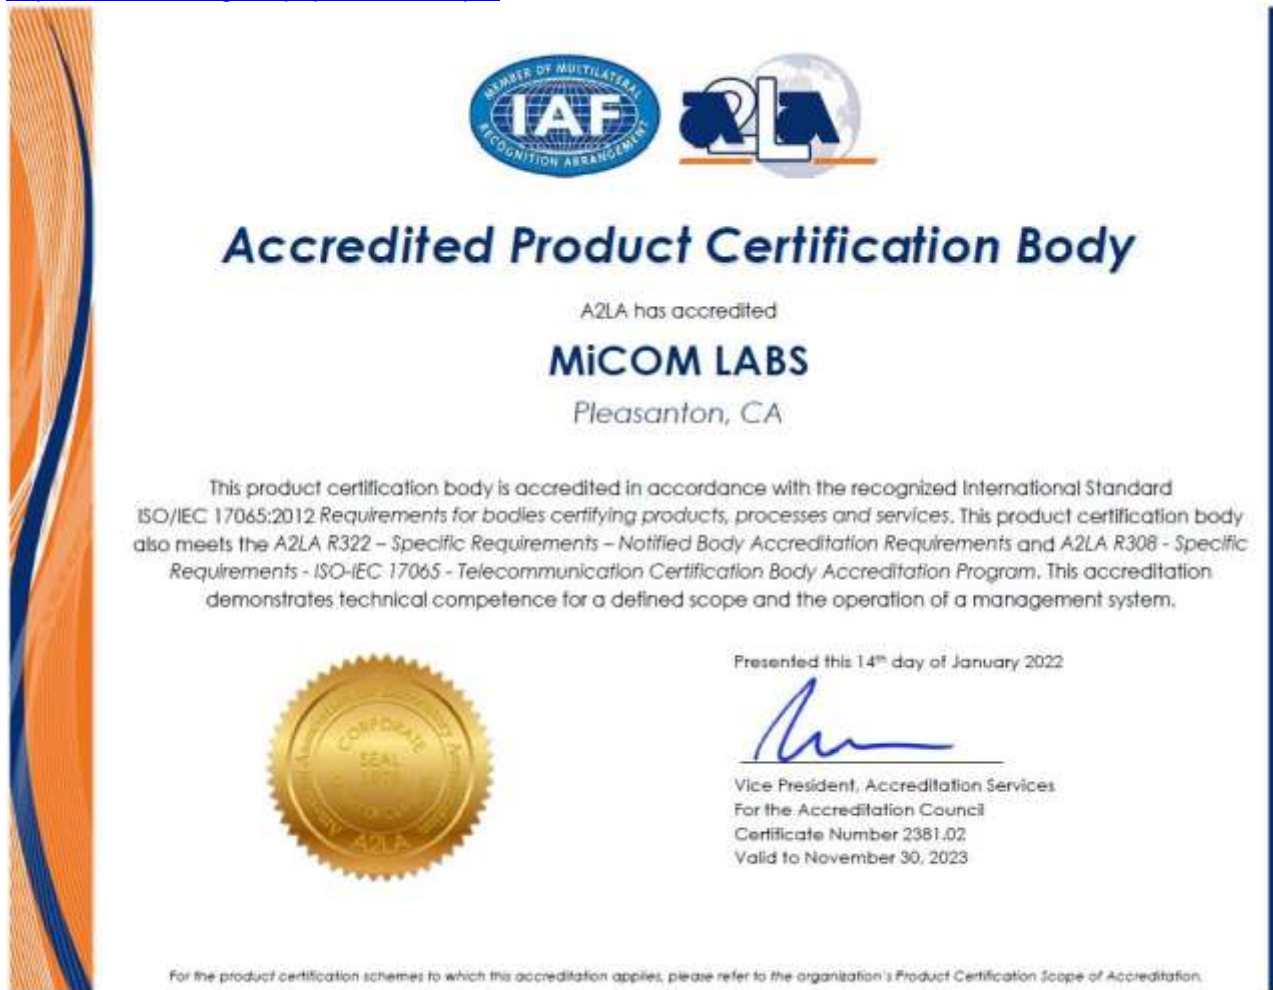 MEMBER OF MULTILATERAL
IAF
RECOGNITION ARRANGEMENT
A2LA
Accredited Product Certification Body
A2LA has accredited
MiCOM LABS
Pleasanton, CA
This product certification body is accredited in accordance with the recognized International Standard
ISO/IEC 17065:2012 Requirements for bodies certifying products, processes and services. This product certification body
also meets the A2LA R322 – Specific Requirements – Notified Body Accreditation Requirements and A2LA R308 - Specific
Requirements - ISO-IEC 17065 - Telecommunication Certification Body Accreditation Program. This accreditation
demonstrates technical competence for a defined scope and the operation of a management system.
CORPORATE
SEAL
A2LA
Presented this 14th day of January 2022
Vice President, Accreditation Services
For the Accreditation Council
Certificate Number 2381.02
Valid to November 30, 2023
For the product certification schemes to which this accreditation applies, please refer to the organization's Product Certification Scope of Accreditation.